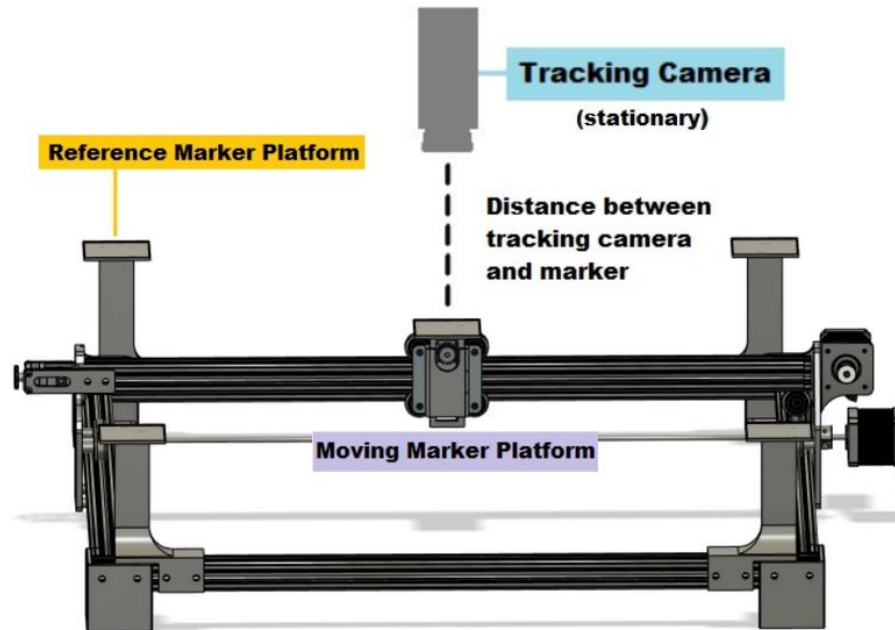 Tracking Camera
(stationary)
Reference Marker Platform
Distance between
tracking camera
and marker
Moving Marker Platform